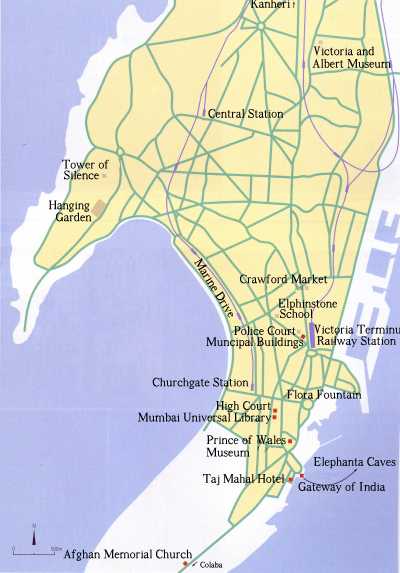 Kanheri ↑
Victoria and
Albert Museum
Central Station
Tower of
Silence
Hanging
Garden
Marine Drive
Crawford Market
Elphinstone
School
Police Court
Muncipal Buildings
Victoria Terminu
Railway Station
Churchgate Station
Flora Fountain
High Court
Mumbai Universal Library
Prince of Wales
Museum
Elephanta Caves
Taj Mahal Hotel
Gateway of India
N
0
Afghan Memorial Church
↙ Colaba